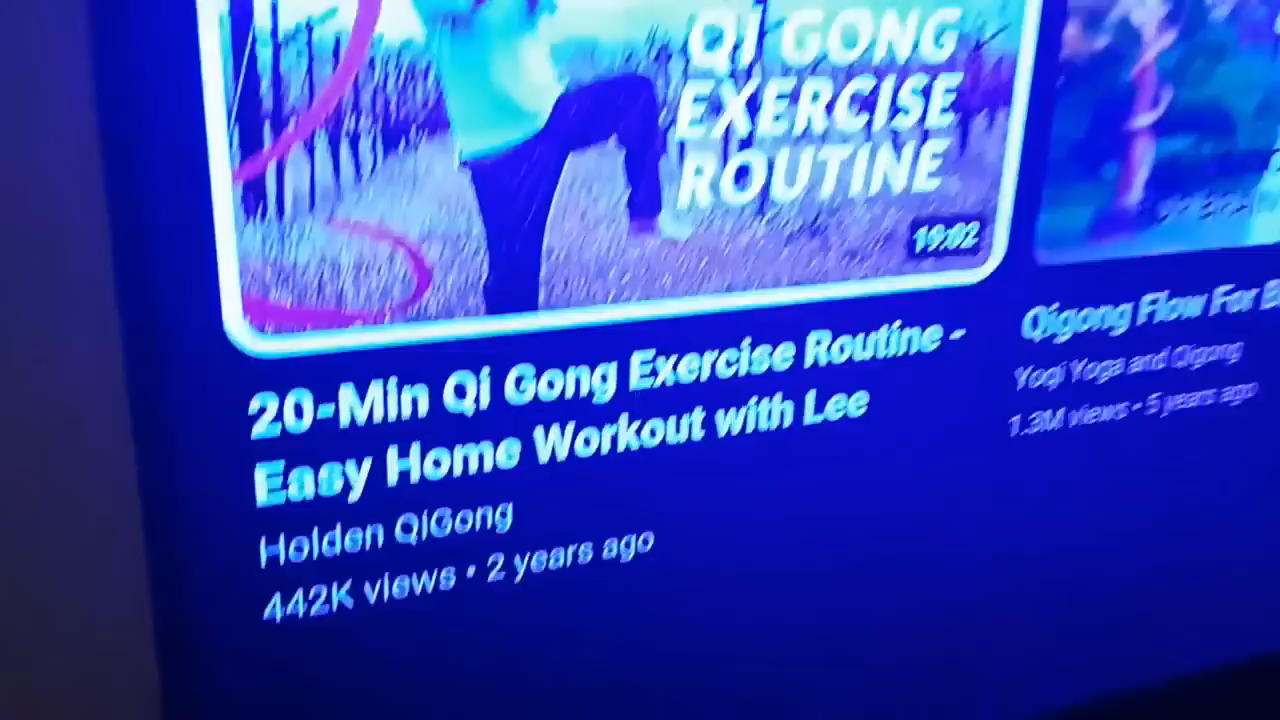 QI GONG
EXERCISE
ROUTINE
19:02
20-Min Qi Gong Exercise Routine -
Easy Home Workout with Lee
Holden QiGong
442K views • 2 years ago
Qigong Flow For B
Yoqi Yoga and Qigong
1.3M views • 5 years ago